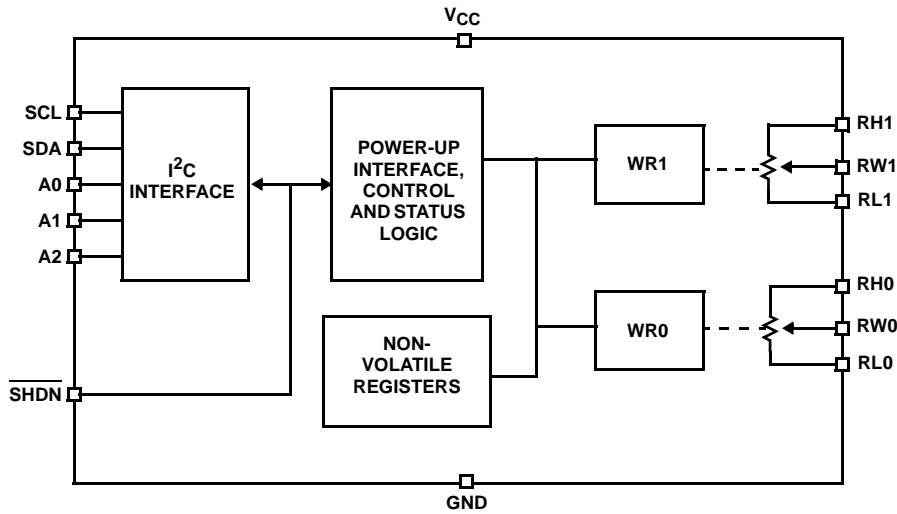 VCC
SCL
SDA
A0
A1
A2
SHDN
I2C
INTERFACE
POWER-UP
INTERFACE,
CONTROL
AND STATUS
LOGIC
NON-
VOLATILE
REGISTERS
WR1
WR0
RH1
RW1
RL1
RH0
RW0
RL0
GND